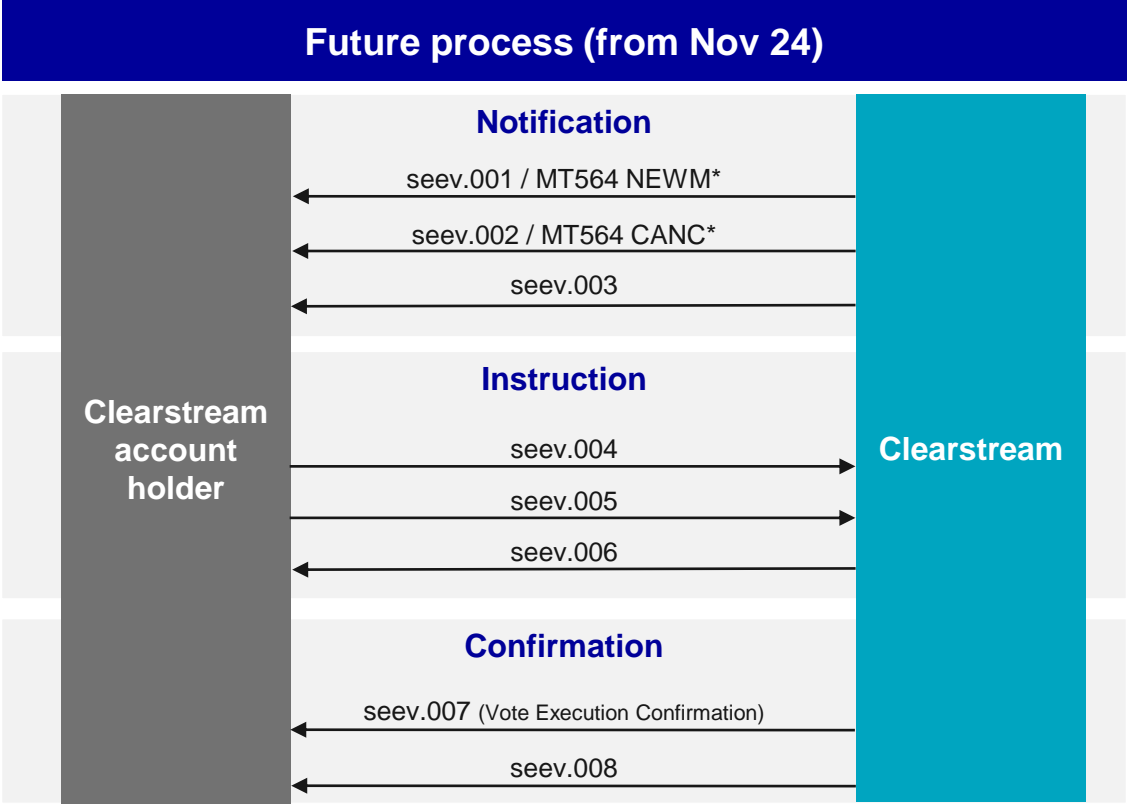 Future process (from Nov 24)
Notification
seev.001 / MT564 NEWM*
seev.002 / MT564 CANC*
seev.003
Instruction
Clearstream
account
holder
Clearstream
seev.004
seev.005
seev.006
Confirmation
seev.007 (Vote Execution Confirmation)
seev.008